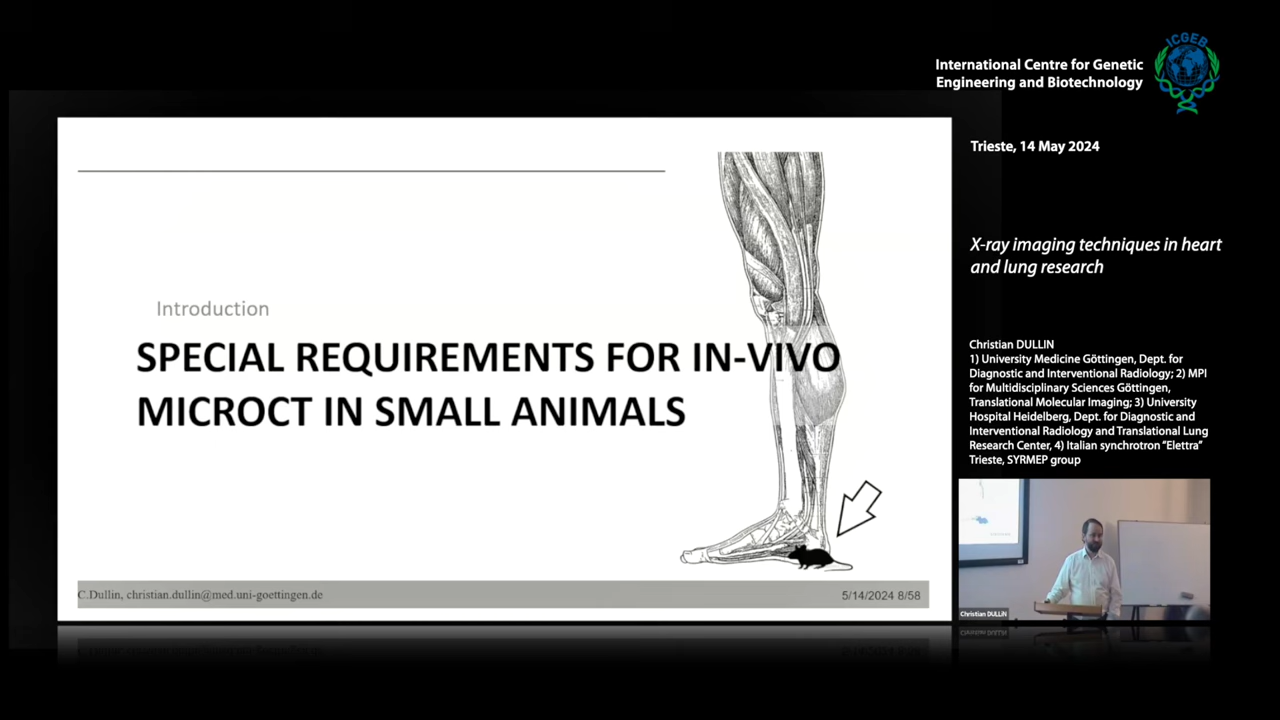 International Centre for Genetic
Engineering and Biotechnology
ICGEB
Trieste, 14 May 2024
X-ray imaging techniques in heart
and lung research
Introduction
SPECIAL REQUIREMENTS FOR IN-VIVO
MICROCT IN SMALL ANIMALS
C.Dullin, christian.dullin@med.uni-goettingen.de
5/14/2024 8/58
Christian DULLIN
1) University Medicine Göttingen, Dept. for
Diagnostic and Interventional Radiology; 2) MPI
for Multidisciplinary Sciences Göttingen,
Translational Molecular Imaging; 3) University
Hospital Heidelberg, Dept. for Diagnostic and
Interventional Radiology and Translational Lung
Research Center, 4) Italian synchrotron “Elettra”
Trieste, SYRMEP group
Christian DULLiN